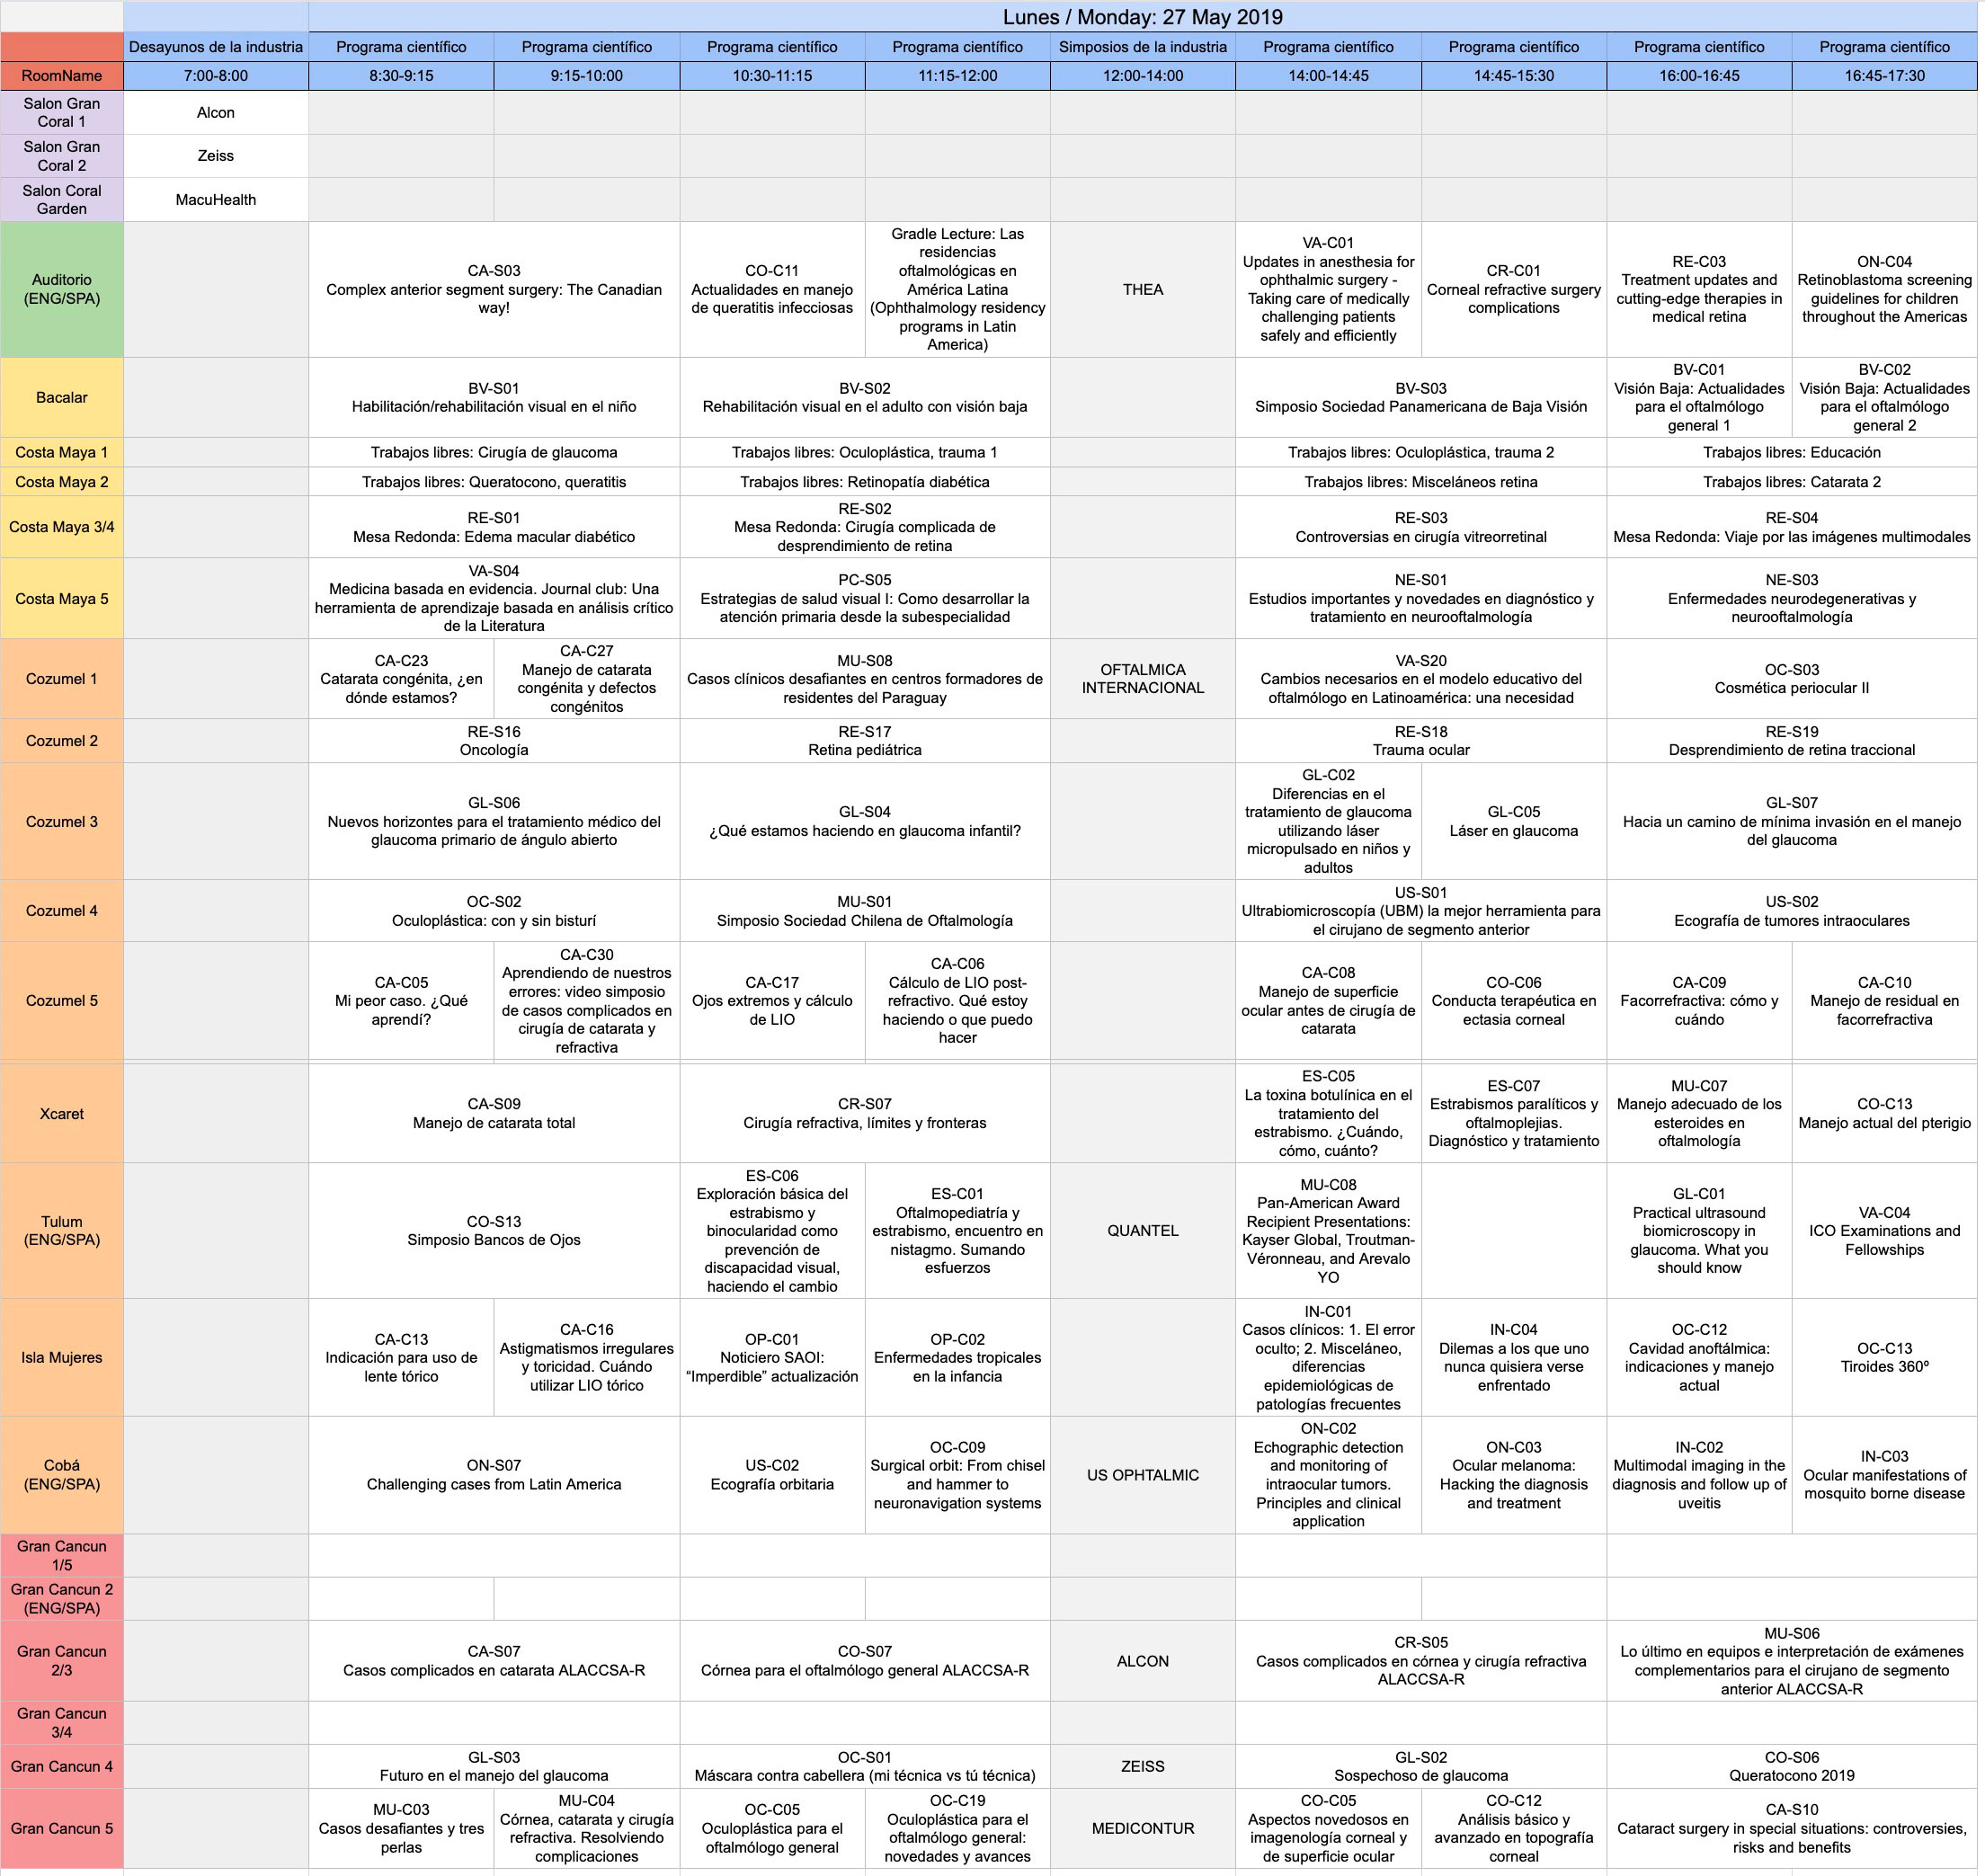 Lunes / Monday: 27 May 2019
Desayunos de la industria
Programa científico
Programa científico
Programa científico
Programa científico
Simposios de la industria
Programa científico
Programa científico
Programa científico
Programa científico
RoomName
7:00-8:00
8:30-9:15
9:15-10:00
10:30-11:15
11:15-12:00
12:00-14:00
14:00-14:45
14:45-15:30
16:00-16:45
16:45-17:30
Salon Gran
Coral 1
Alcon
Salon Gran
Coral 2
Zeiss
Salon Coral
Garden
MacuHealth
Auditorio
(ENG/SPA)
CA-S03
Complex anterior segment surgery: The Canadian
way!
CO-C11
Actualidades en manejo
de queratitis infecciosas
Gradle Lecture: Las
residencias
oftalmológicas en
América Latina
(Ophthalmology residency
programs in Latin
America)
THEA
VA-C01
Updates in anesthesia for
ophthalmic surgery -
Taking care of medically
challenging patients
safely and efficiently
CR-C01
Corneal refractive surgery
complications
RE-C03
Treatment updates and
cutting-edge therapies in
medical retina
ON-C04
Retinoblastoma screening
guidelines for children
throughout the Americas
Bacalar
BV-S01
Habilitación/rehabilitación visual en el niño
BV-S02
Rehabilitación visual en el adulto con visión baja
BV-S03
Simposio Sociedad Panamericana de Baja Visión
BV-C01
Visión Baja: Actualidades
para el oftalmólogo
general 1
BV-C02
Visión Baja: Actualidades
para el oftalmólogo
general 2
Costa Maya 1
Trabajos libres: Cirugía de glaucoma
Trabajos libres: Oculoplástica, trauma 1
Trabajos libres: Oculoplástica, trauma 2
Trabajos libres: Educación
Costa Maya 2
Trabajos libres: Queratocono, queratitis
Trabajos libres: Retinopatía diabética
Trabajos libres: Misceláneos retina
Trabajos libres: Catarata 2
Costa Maya 3/4
RE-S01
Mesa Redonda: Edema macular diabético
RE-S02
Mesa Redonda: Cirugía complicada de
desprendimiento de retina
RE-S03
Controversias en cirugía vitreorretinal
RE-S04
Mesa Redonda: Viaje por las imágenes multimodales
Costa Maya 5
VA-S04
Medicina basada en evidencia. Journal club: Una
herramienta de aprendizaje basada en análisis crítico
de la Literatura
PC-S05
Estrategias de salud visual I: Como desarrollar la
atención primaria desde la subespecialidad
NE-S01
Estudios importantes y novedades en diagnóstico y
tratamiento en neurooftalmología
NE-S03
Enfermedades neurodegenerativas y
neurooftalmología
Cozumel 1
CA-C23
Catarata congénita, ¿en
dónde estamos?
CA-C27
Manejo de catarata
congénita y defectos
congénitos
MU-S08
Casos clínicos desafiantes en centros formadores de
residentes del Paraguay
OFTALMICA
INTERNACIONAL
VA-S20
Cambios necesarios en el modelo educativo del
oftalmólogo en Latinoamérica: una necesidad
OC-S03
Cosmética periocular II
Cozumel 2
RE-S16
Oncología
RE-S17
Retina pediátrica
RE-S18
Trauma ocular
RE-S19
Desprendimiento de retina traccional
Cozumel 3
GL-S06
Nuevos horizontes para el tratamiento médico del
glaucoma primario de ángulo abierto
GL-S04
¿Qué estamos haciendo en glaucoma infantil?
GL-C02
Diferencias en el
tratamiento de glaucoma
utilizando láser
micropulsado en niños y
adultos
GL-C05
Láser en glaucoma
GL-S07
Hacia un camino de mínima invasión en el manejo
del glaucoma
Cozumel 4
OC-S02
Oculoplástica: con y sin bisturí
MU-S01
Simposio Sociedad Chilena de Oftalmología
US-S01
Ultrabiomicroscopía (UBM) la mejor herramienta para
el cirujano de segmento anterior
US-S02
Ecografía de tumores intraoculares
Cozumel 5
CA-C05
Mi peor caso. ¿Qué
aprendí?
CA-C30
Aprendiendo de nuestros
errores: video simposio
de casos complicados en
cirugía de catarata y
refractiva
CA-C17
Ojos extremos y cálculo
de LIO
CA-C06
Cálculo de LIO post-
refractivo. Qué estoy
haciendo o que puedo
hacer
CA-C08
Manejo de superficie
ocular antes de cirugía de
catarata
CO-C06
Conducta terapéutica en
ectasia corneal
CA-C09
Facorrefractiva: cómo y
cuándo
CA-C10
Manejo de residual en
facorrefractiva
Xcaret
CA-S09
Manejo de catarata total
CR-S07
Cirugía refractiva, límites y fronteras
ES-C05
La toxina botulínica en el
tratamiento del
estrabismo. ¿Cuándo,
cómo, cuánto?
ES-C07
Estrabismos paralíticos y
oftalmoplejias.
Diagnóstico y tratamiento
MU-C07
Manejo adecuado de los
esteroides en
oftalmología
CO-C13
Manejo actual del pterigio
Tulum
(ENG/SPA)
CO-S13
Simposio Bancos de Ojos
ES-C06
Exploración básica del
estrabismo y
binocularidad como
prevención de
discapacidad visual,
haciendo el cambio
ES-C01
Oftalmopediatría y
estrabismo, encuentro en
nistagmo. Sumando
esfuerzos
QUANTEL
MU-C08
Pan-American Award
Recipient Presentations:
Kayser Global, Troutman-
Véronneau, and Arevalo
YO
GL-C01
Practical ultrasound
biomicroscopy in
glaucoma. What you
should know
VA-C04
ICO Examinations and
Fellowships
Isla Mujeres
CA-C13
Indicación para uso de
lente tórico
CA-C16
Astigmatismos irregulares
y toricidad. Cuándo
utilizar LIO tórico
OP-C01
Noticiero SAOI:
“Imperdible” actualización
OP-C02
Enfermedades tropicales
en la infancia
IN-C01
Casos clínicos: 1. El error
oculto; 2. Misceláneo,
diferencias
epidemiológicas de
patologías frecuentes
IN-C04
Dilemas a los que uno
nunca quisiera verse
enfrentado
OC-C12
Cavidad anoftálmica:
indicaciones y manejo
actual
OC-C13
Tiroides 360º
Cobá
(ENG/SPA)
ON-S07
Challenging cases from Latin America
US-C02
Ecografía orbitaria
OC-C09
Surgical orbit: From chisel
and hammer to
neuronavigation systems
US OPHTALMIC
ON-C02
Echographic detection
and monitoring of
intraocular tumors.
Principles and clinical
application
ON-C03
Ocular melanoma:
Hacking the diagnosis
and treatment
IN-C02
Multimodal imaging in the
diagnosis and follow up of
uveitis
IN-C03
Ocular manifestations of
mosquito borne disease
Gran Cancun
1/5
Gran Cancun 2
(ENG/SPA)
Gran Cancun
2/3
CA-S07
Casos complicados en catarata ALACCSA-R
CO-S07
Córnea para el oftalmólogo general ALACCSA-R
ALCON
CR-S05
Casos complicados en córnea y cirugía refractiva
ALACCSA-R
MU-S06
Lo último en equipos e interpretación de exámenes
complementarios para el cirujano de segmento
anterior ALACCSA-R
Gran Cancun
3/4
Gran Cancun 4
GL-S03
Futuro en el manejo del glaucoma
OC-S01
Máscara contra cabellera (mi técnica vs tú técnica)
ZEISS
GL-S02
Sospechoso de glaucoma
CO-S06
Queratocono 2019
Gran Cancun 5
MU-C03
Casos desafiantes y tres
perlas
MU-C04
Córnea, catarata y cirugía
refractiva. Resolviendo
complicaciones
OC-C05
Oculoplástica para el
oftalmólogo general
OC-C19
Oculoplástica para el
oftalmólogo general:
novedades y avances
MEDICONTUR
CO-C05
Aspectos novedosos en
imagenología corneal y
de superficie ocular
CO-C12
Análisis básico y
avanzado en topografía
corneal
CA-S10
Cataract surgery in special situations: controversies,
risks and benefits